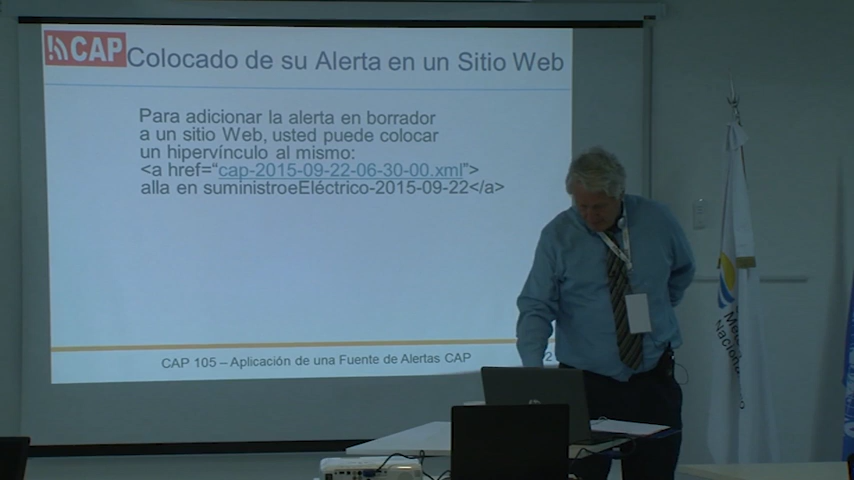 CAP
Colocado de su Alerta en un Sitio Web
Para adicionar la alerta en borrador
a un sitio Web, usted puede colocar
un hipervínculo al mismo:
<a href=“cap-2015-09-22-06-30-00.xml”>
alla en suministroeEléctrico-2015-09-22</a>
CAP 105 – Aplicación de una Fuente de Alertas CAP